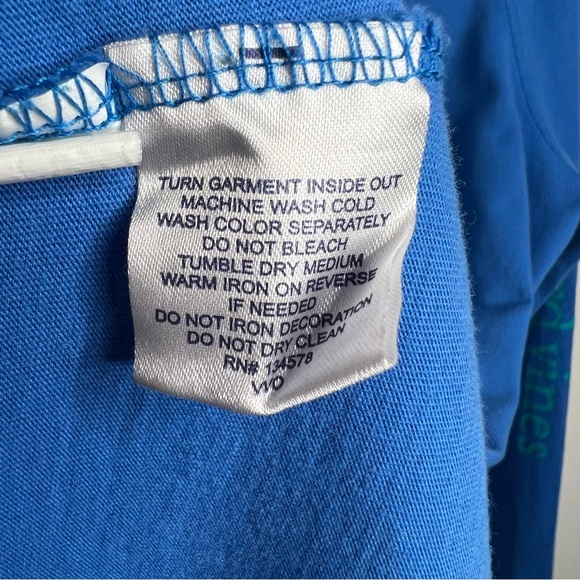 TURN GARMENT INSIDE OUT
MACHINE WASH COLD
WASH COLOR SEPARATELY
DO NOT BLEACH
TUMBLE DRY MEDIUM
WARM IRON ON REVERSE
IF NEEDED
DO NOT IRON DECORATION
DO NOT DRY CLEAN
RN# 134578
VVO
d vines